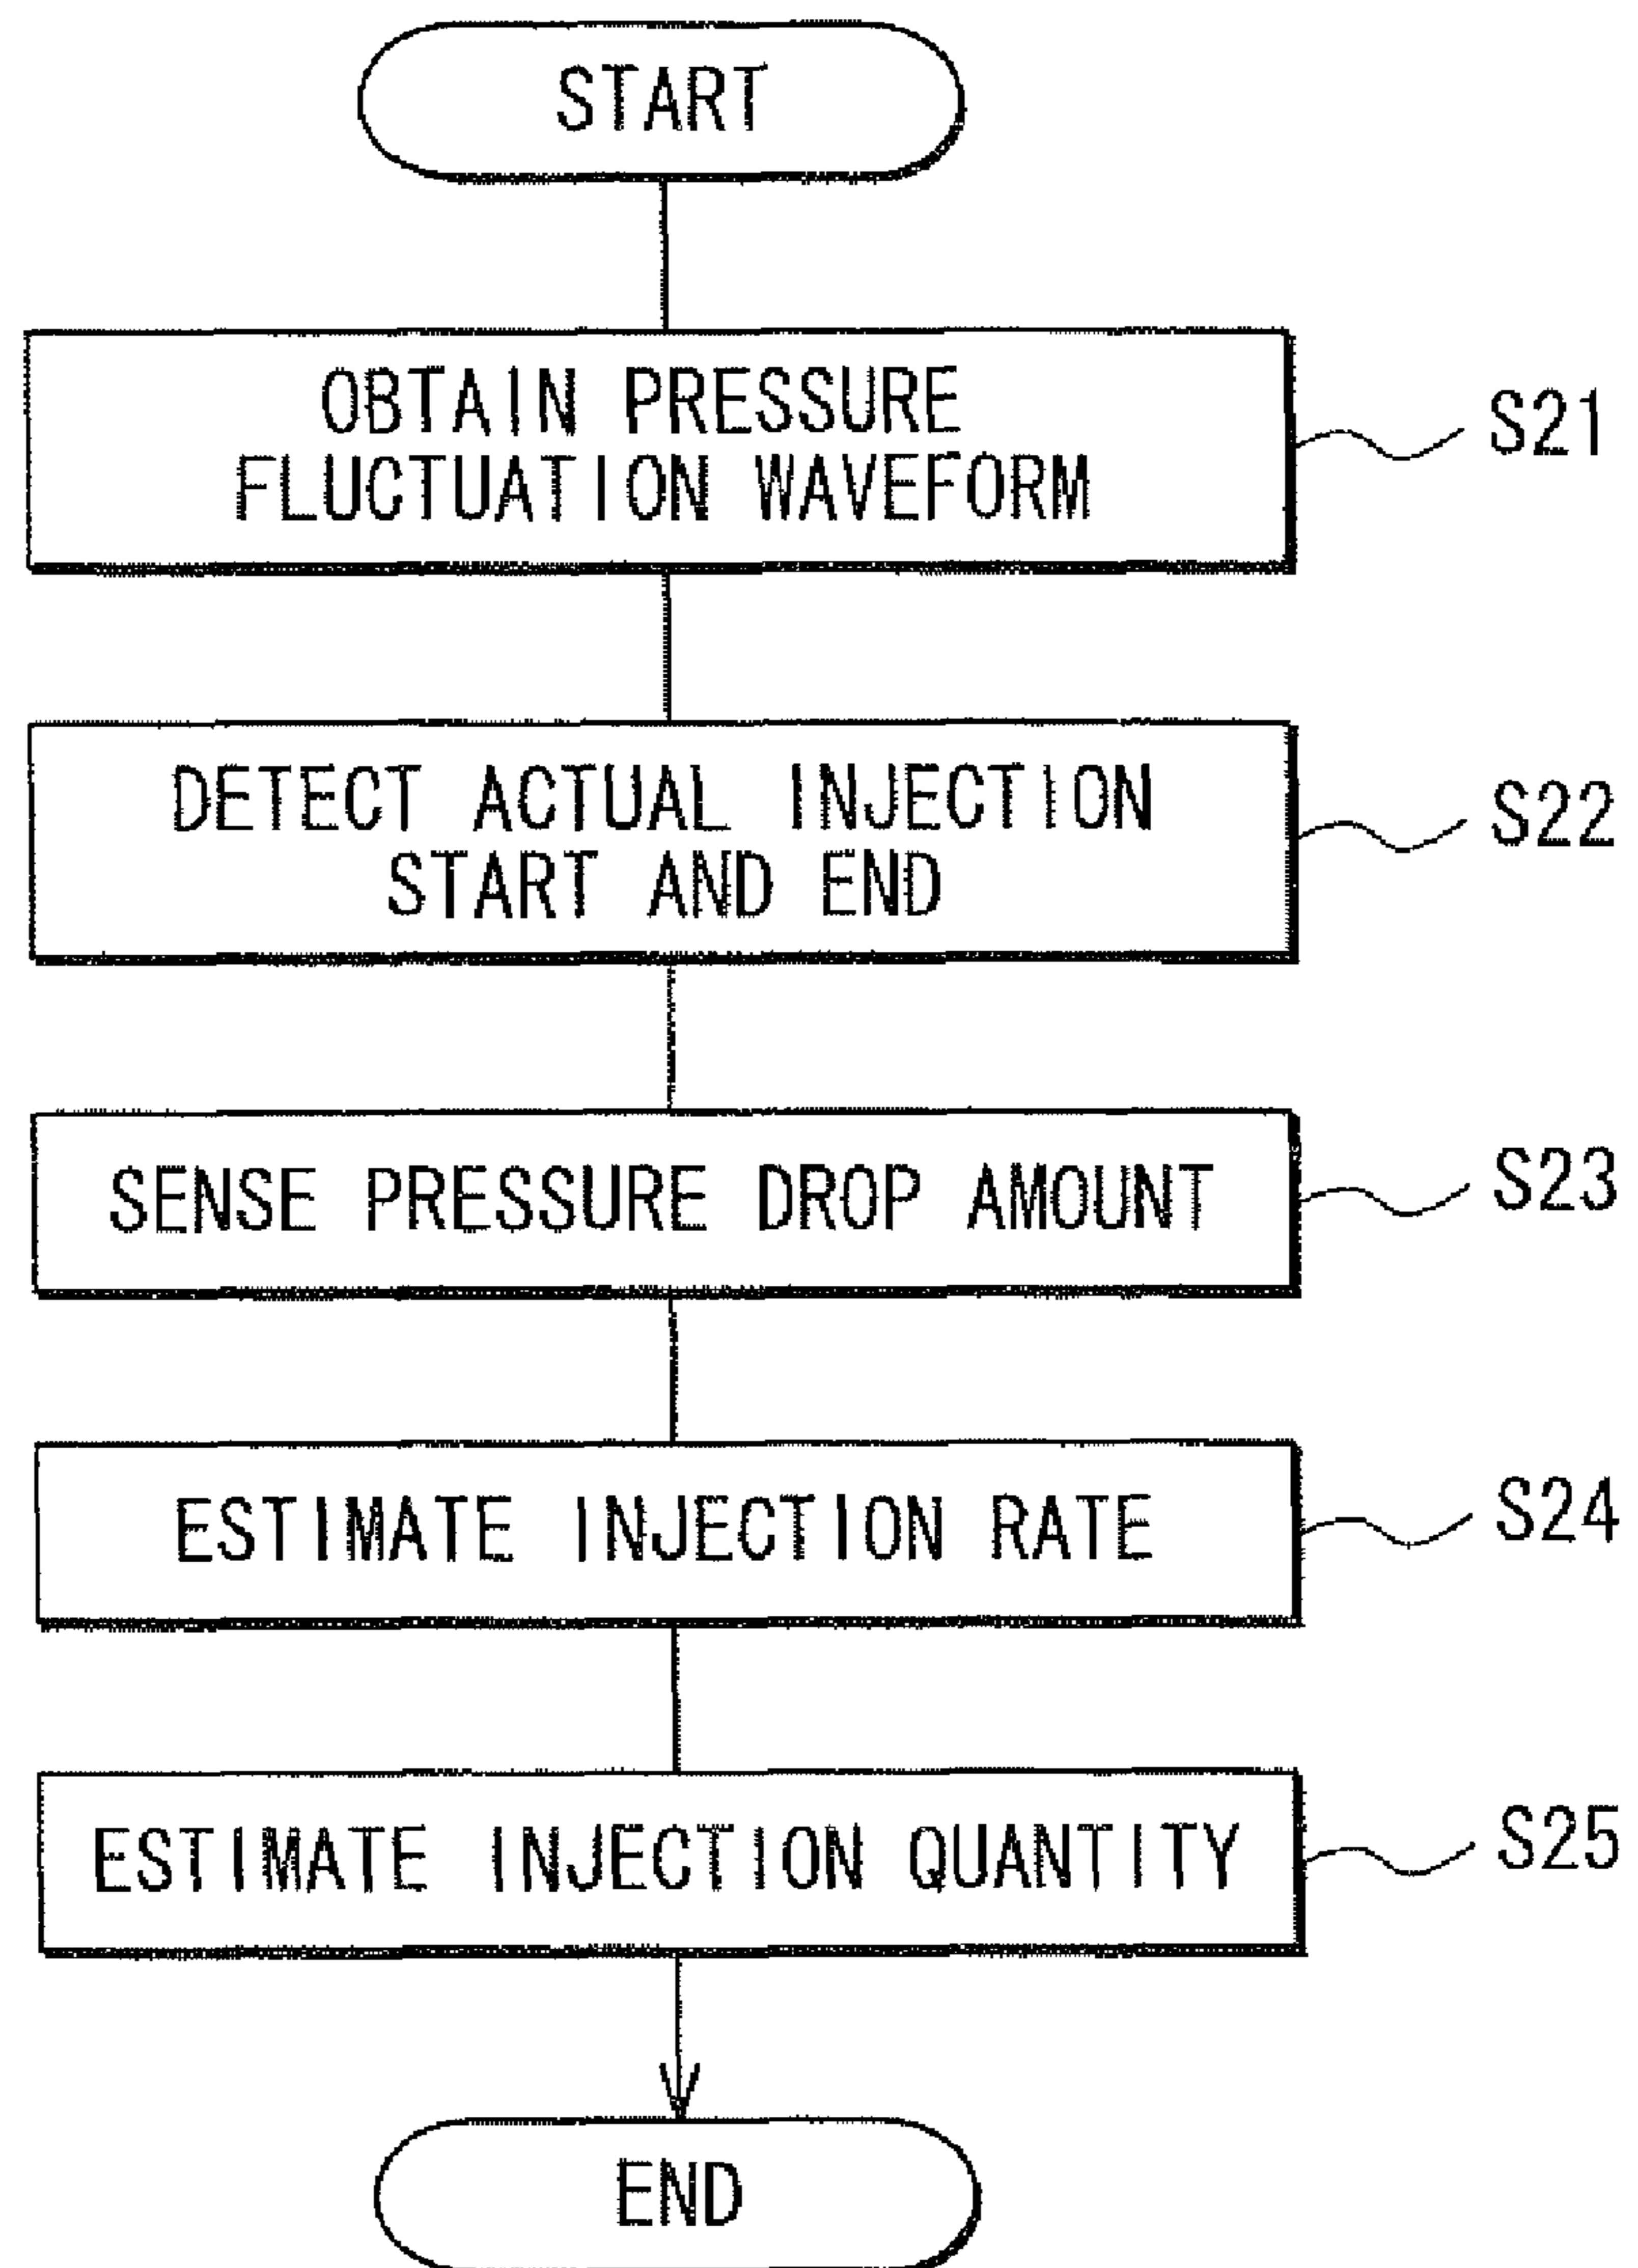 START
OBTAIN PRESSURE
FLUCTUATION WAVEFORM
S21
DETECT ACTUAL INJECTION
START AND END
S22
SENSE PRESSURE DROP AMOUNT
S23
ESTIMATE INJECTION RATE
S24
ESTIMATE INJECTION QUANTITY
S25
END